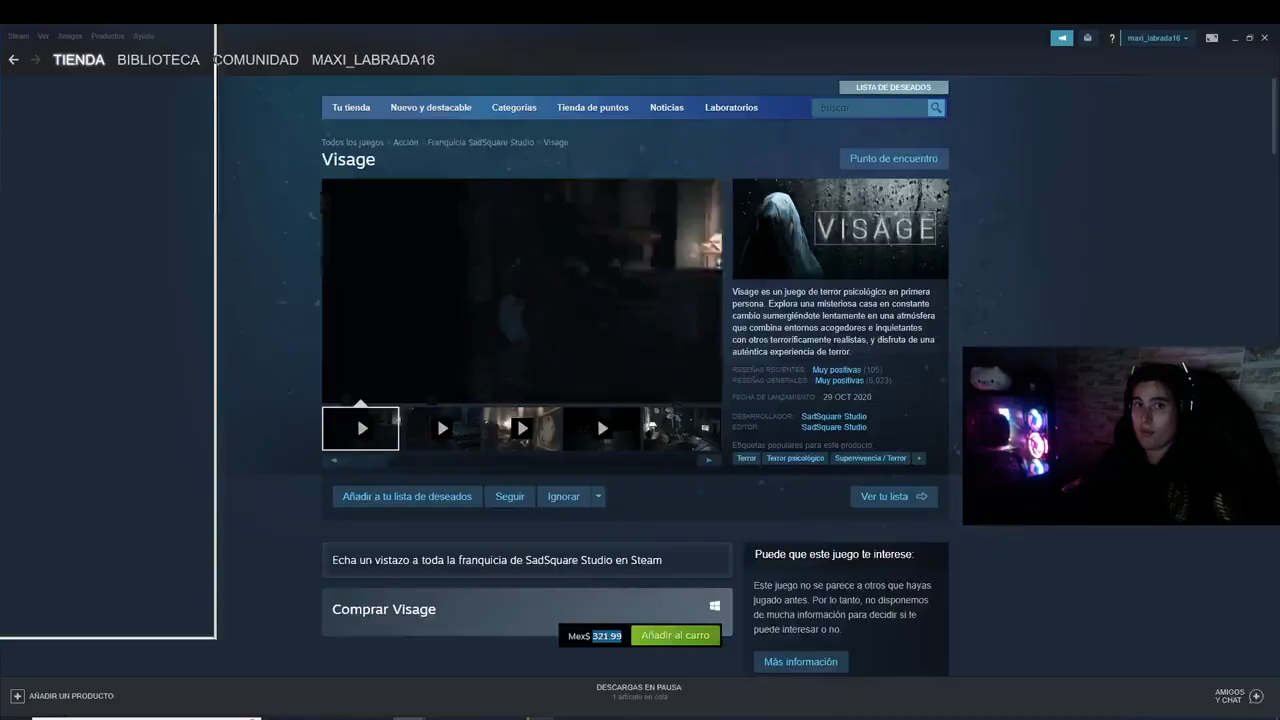 Steam Ver Amigos Productos Ayuda
maxi_labrada16
TIENDA BIBLIOTECA COMUNIDAD MAXI_LABRADA16
LISTA DE DESEADOS
Tu tienda Nuevo y destacable Categorías Tienda de puntos Noticias Laboratorios buscar
Todos los juegos > Acción > Franquicia SadSquare Studio > Visage
Visage
Punto de encuentro
VISAGE
Visage es un juego de terror psicológico en primera
persona. Explora una misteriosa casa en constante
cambio sumergiéndote lentamente en una atmósfera
que combina entornos acogedores e inquietantes
con otros terroríficamente realistas, y disfruta de una
auténtica experiencia de terror.
RESEÑAS RECIENTES: Muy positivas (105)
RESEÑAS GENERALES: Muy positivas (6,023)
FECHA DE LANZAMIENTO: 29 OCT 2020
DESARROLLADOR: SadSquare Studio
EDITOR: SadSquare Studio
Etiquetas populares para este producto:
Terror Terror psicológico Supervivencia / Terror +
Añadir a tu lista de deseados Seguir Ignorar Ver tu lista
Echa un vistazo a toda la franquicia de SadSquare Studio en Steam
Comprar Visage
Mex$ 321.99 Añadir al carro
Puede que este juego te interese:
Este juego no se parece a otros que hayas
jugado antes. Por lo tanto, no disponemos
de mucha información para decidir si te
puede interesar o no.
Más información
AÑADIR UN PRODUCTO
DESCARGAS EN PAUSA
1 artículo en cola
AMIGOS
Y CHAT